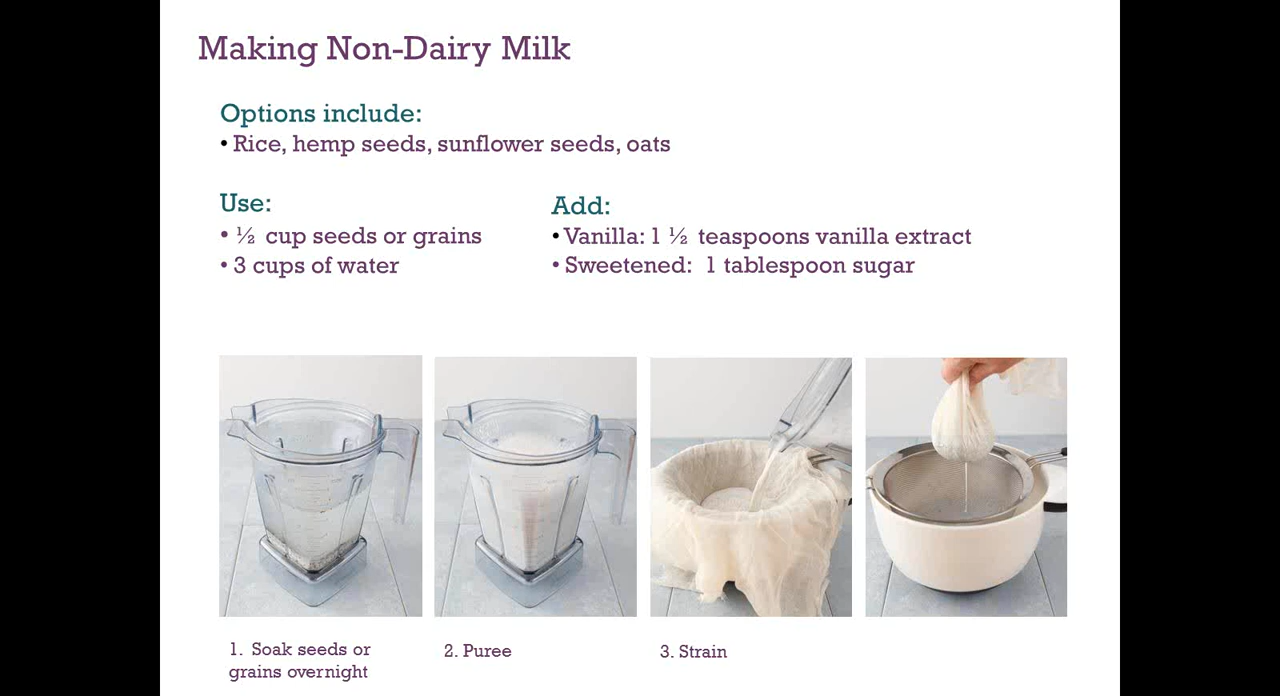 Making Non-Dairy Milk
Options include:
• Rice, hemp seeds, sunflower seeds, oats
Use:
• ½ cup seeds or grains
• 3 cups of water
Add:
• Vanilla: 1 ½ teaspoons vanilla extract
• Sweetened: 1 tablespoon sugar
1. Soak seeds or
grains overnight
2. Puree
3. Strain